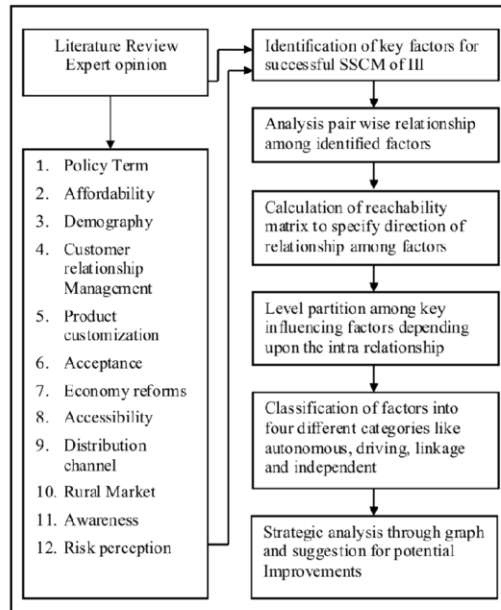 Literature Review
Expert opinion
1. Policy Term
2. Affordability
3. Demography
4. Customer
relationship
Management
5. Product
customization
6. Acceptance
7. Economy reforms
8. Accessibility
9. Distribution
channel
10. Rural Market
11. Awareness
12. Risk perception
Identification of key factors for
successful SSCM of III
Analysis pair wise relationship
among identified factors
Calculation of reachability
matrix to specify direction of
relationship among factors
Level partition among key
influencing factors depending
upon the intra relationship
Classification of factors into
four different categories like
autonomous, driving, linkage
and independent
Strategic analysis through graph
and suggestion for potential
Improvements